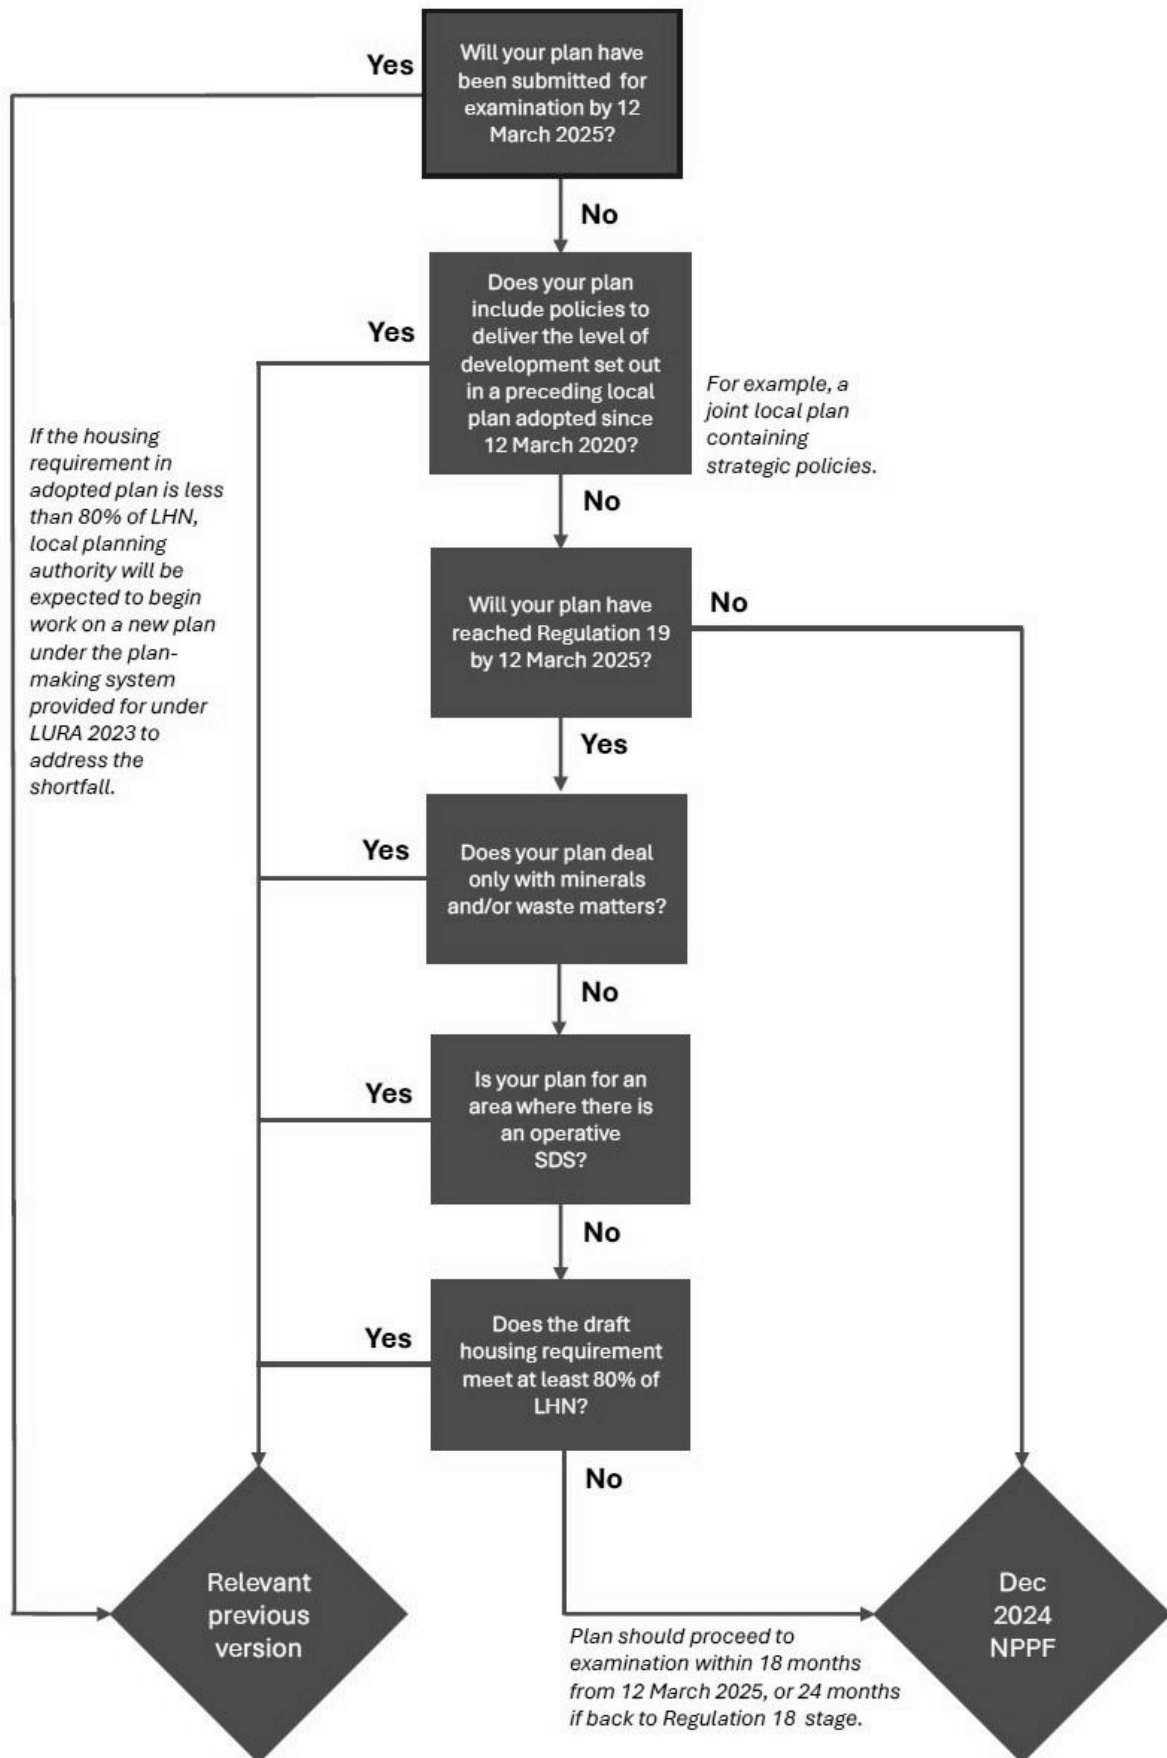 Will your plan have
been submitted for
examination by 12
March 2025?
Yes
No
Does your plan
include policies to
deliver the level of
development set out
in a preceding local
plan adopted since
12 March 2020?
Yes
For example, a
joint local plan
containing
strategic policies.
If the housing
requirement in
adopted plan is less
than 80% of LHN,
local planning
authority will be
expected to begin
work on a new plan
under the plan-
making system
provided for under
LURA 2023 to
address the
shortfall.
No
Will your plan have
reached Regulation 19
by 12 March 2025?
No
Yes
Does your plan deal
only with minerals
and/or waste matters?
Yes
No
Is your plan for an
area where there is
an operative
SDS?
Yes
No
Does the draft
housing requirement
meet at least 80% of
LHN?
Yes
No
Relevant
previous
version
Plan should proceed to
examination within 18 months
from 12 March 2025, or 24 months
if back to Regulation 18 stage.
Dec
2024
NPPF